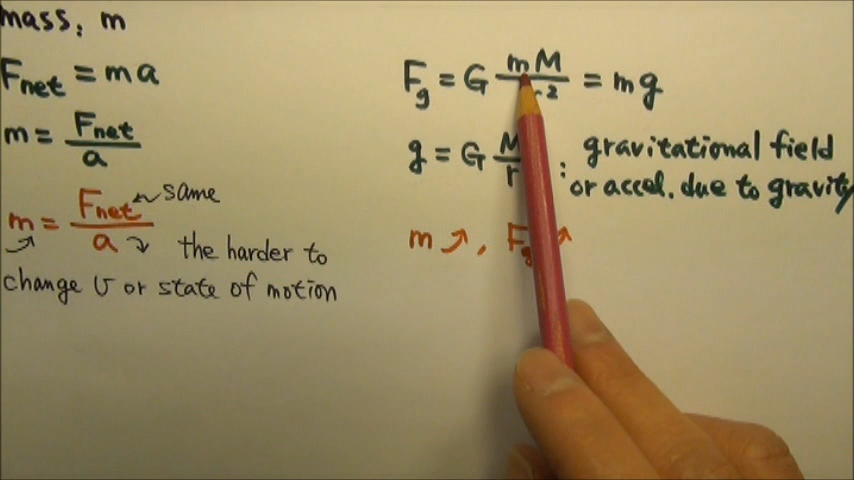 mass, m
Fnet = ma
m = Fnet / a
m = Fnet / a same
the harder to
change v or state of motion
Fg = G mM / r² = mg
g = G M / r : gravitational field
or accel. due to gravity
m ↗, Fg ↗